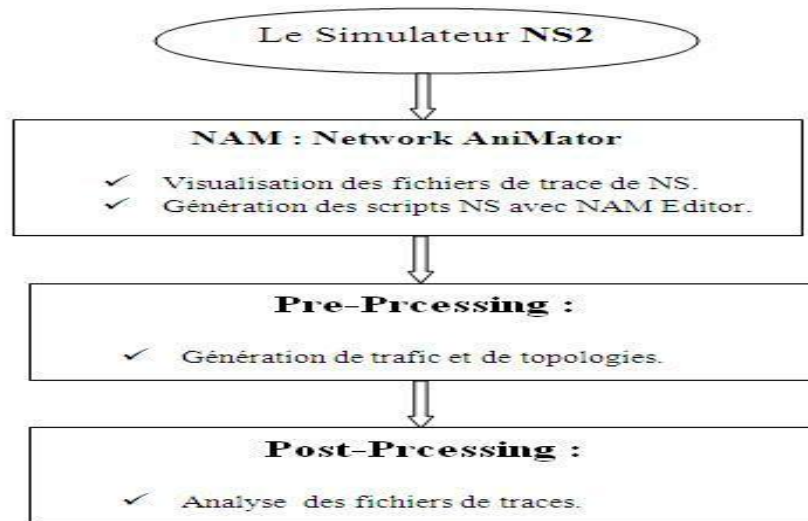 Le Simulateur NS2
NAM : Network AniMator
✓ Visualisation des fichiers de trace de NS.
✓ Génération des scripts NS avec NAM Editor.
Pre-Prcessing :
✓ Génération de trafic et de topologies.
Post-Prcessing :
✓ Analyse des fichiers de traces.